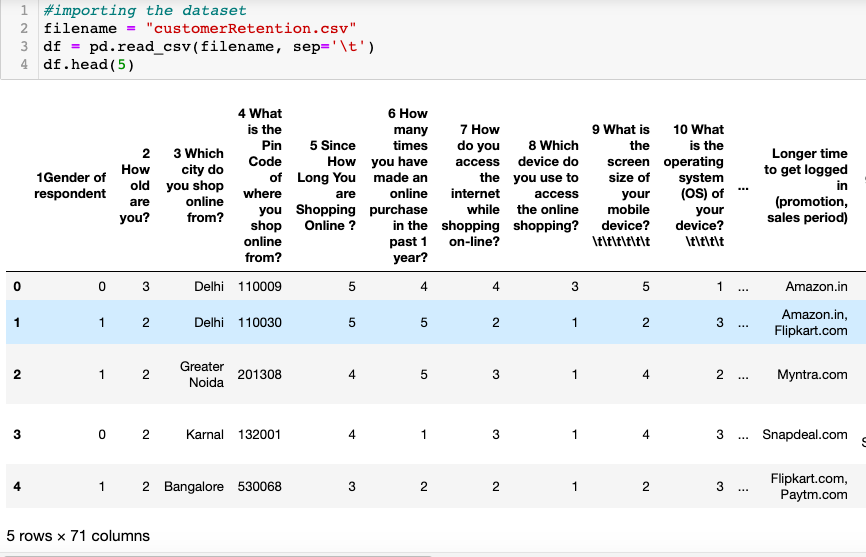 1 #importing the dataset
2 filename = "customerRetention.csv"
3 df = pd.read_csv(filename, sep='\t')
4 df.head(5)
1Gender of respondent 2 How old are you? 3 Which city do you shop online from? 4 What is the Pin Code of where you shop online from? 5 Since How Long You are Shopping Online ? 6 How many times you have made an online purchase in the past 1 year? 7 How do you access the internet while shopping on-line? 8 Which device do you use to access the online shopping? 9 What is the screen size of your mobile device? \t\t\t\t\t\t 10 What is the operating system (OS) of your device? \t\t\t\t ... Longer time to get logged in (promotion, sales period)
0 0 3 Delhi 110009 5 4 4 3 5 1 ... Amazon.in
1 1 2 Delhi 110030 5 5 2 1 2 3 ... Amazon.in, Flipkart.com
2 1 2 Greater Noida 201308 4 5 3 1 4 2 ... Myntra.com
3 0 2 Karnal 132001 4 1 3 1 4 3 ... Snapdeal.com
4 1 2 Bangalore 530068 3 2 2 1 2 3 ... Flipkart.com, Paytm.com
5 rows × 71 columns